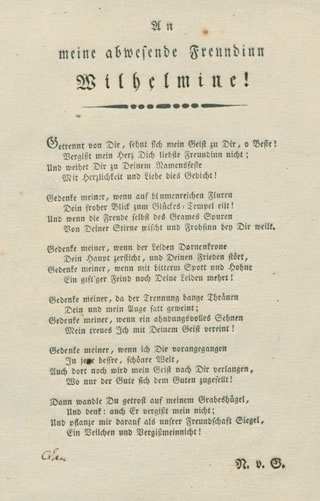 An
meine abwesende Freundinn
Wilhelmine!
Getrennt von Dir, sehnt sich mein Geist zu Dir, o Beste!
Vergißt mein Herz Dich liebste Freundinn nicht;
Und weihet Dir zu Deinem Namensfeste
Mit Herzlichkeit und Liebe dies Gedicht!
Gedenke meiner, wenn auf blumenreichen Fluren
Dein froher Blick zum Glückes-Tempel eilt!
Und wenn die Freude selbst des Grames Spuren
Von Deiner Stirne wischt und Frohsinn bey Dir weilt.
Gedenke meiner, wenn der Leiden Dornenkrone
Dein Haupt zersticht, und Deinen Frieden stört,
Gedenke meiner, wenn mit bitterm Spott und Hohne
Ein gift'ger Feind noch Deine Leiden mehrt!
Gedenke meiner, da der Trennung bange Thränen
Dein und mein Auge satt geweint;
Gedenke meiner, wenn ein ahndungsvolles Sehnen
Mein treues Ich mit Deinem Geist vereint!
Gedenke meiner, wenn ich Dir vorangegangen
In jene bessre, schönre Welt,
Auch dort noch wird mein Geist nach Dir verlangen,
Wo nur der Gute sich dem Guten zugesellt!
Dann wandle Du getrost auf meinem Grabeshügel,
Und denk: auch Er vergißt mein nicht;
Und pflanze mir darauf als unsrer Freundschaft Siegel,
Ein Veilchen und Vergißmeinnicht!
N. v. G.